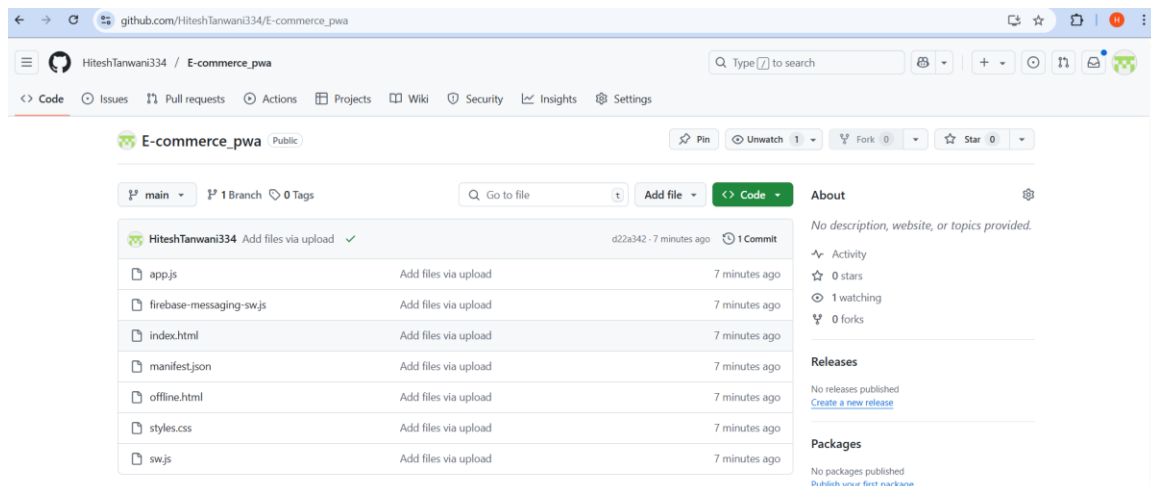 github.com/HiteshTanwani334/E-commerce_pwa
H
HiteshTanwani334 / E-commerce_pwa
Type / to search
<> Code Issues Pull requests Actions Projects Wiki Security Insights Settings
E-commerce_pwa Public
Pin Unwatch 1 Fork 0 Star 0
main 1 Branch 0 Tags
Go to file t
Add file <> Code
HiteshTanwani334 Add files via upload d22a342 · 7 minutes ago 1 Commit
app.js Add files via upload 7 minutes ago
firebase-messaging-sw.js Add files via upload 7 minutes ago
index.html Add files via upload 7 minutes ago
manifest.json Add files via upload 7 minutes ago
offline.html Add files via upload 7 minutes ago
styles.css Add files via upload 7 minutes ago
sw.js Add files via upload 7 minutes ago
About
No description, website, or topics provided.
Activity
0 stars
1 watching
0 forks
Releases
No releases published
Create a new release
Packages
No packages published
Publish your first package